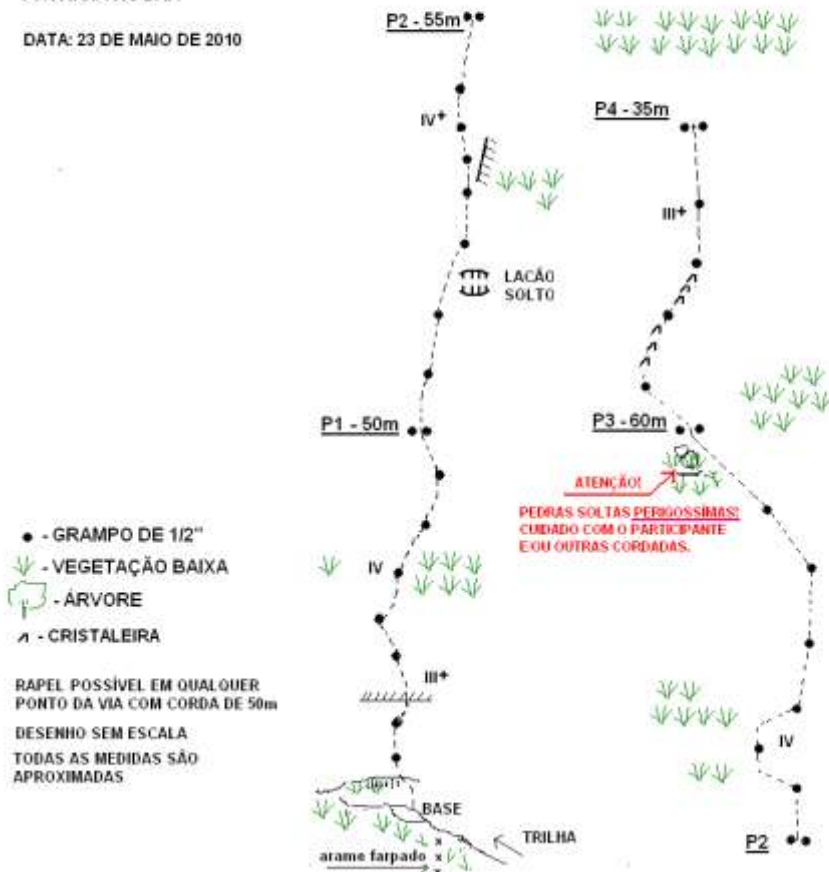 DATA: 23 DE MAIO DE 2010
P2 - 55m
IV+
LACÃO
SOLTO
P1 - 50m
IV
III+
BASE
TRILHA
arame farpado
● - GRAMPO DE 1/2"
- VEGETAÇÃO BAIXA
- ÁRVORE
- CRISTALEIRA
RAPEL POSSÍVEL EM QUALQUER
PONTO DA VIA COM CORDA DE 50m
DESENHO SEM ESCALA
TODAS AS MEDIDAS SÃO
APROXIMADAS
P4 - 35m
III+
P3 - 60m
ATENÇÃO!
PEDRAS SOLTAS PERIGOSSÍMAS!
CUIDADO COM O PARTICIPANTE
E/OU OUTRAS CORDADAS.
IV
P2